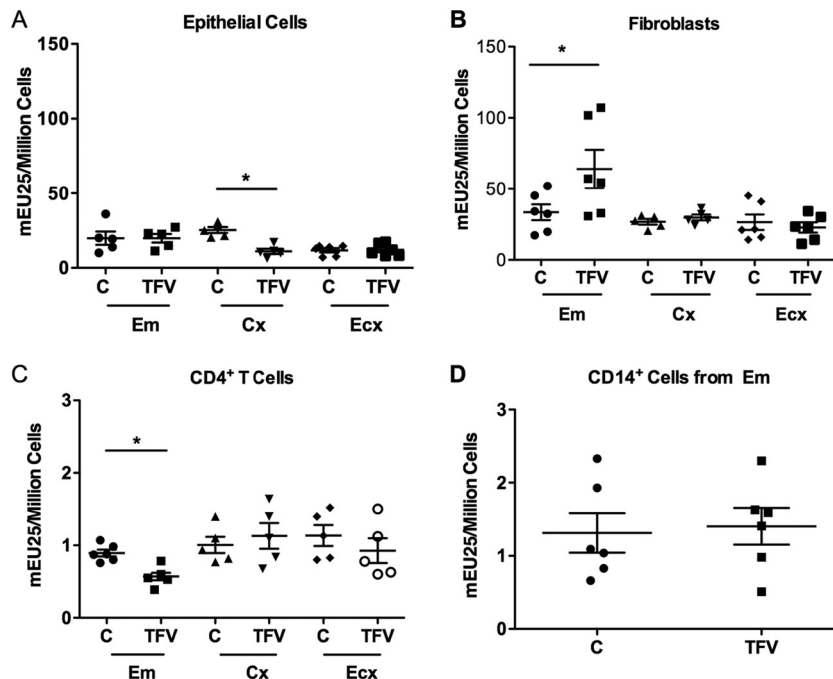 A
Epithelial Cells
mEU25/Million Cells
150
100
50
0
*
C TFV C TFV C TFV
Em Cx Ecx
B
Fibroblasts
mEU25/Million Cells
150
100
50
0
*
C TFV C TFV C TFV
Em Cx Ecx
C
CD4+ T Cells
mEU25/Million Cells
3
2
1
0
*
C TFV C TFV C TFV
Em Cx Ecx
D
CD14+ Cells from Em
mEU25/Million Cells
3
2
1
0
C TFV